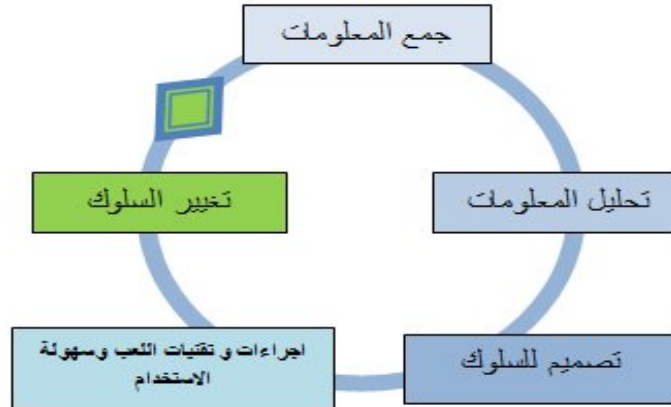 جمع المعلومات
تحليل المعلومات
تصميم للسلوك
اجراءات و تقنيات اللعب وسهولة
الاستخدام
تغيير السلوك